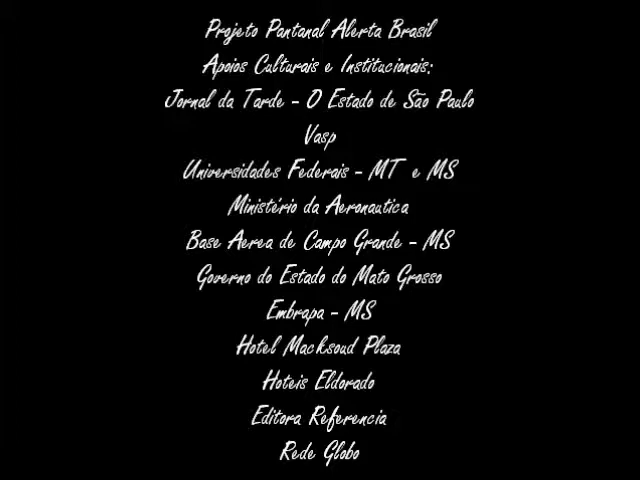 Projeto Pantanal Alerta Brasil
Apoios Culturais e Institucionais:
Jornal da Tarde - O Estado de São Paulo
Vasp
Universidades Federais - MT e MS
Ministério da Aeronautica
Base Aerea de Campo Grande - MS
Governo do Estado do Mato Grosso
Embrapa - MS
Hotel Macksoud Plaza
Hoteis Eldorado
Editora Referencia
Rede Globo